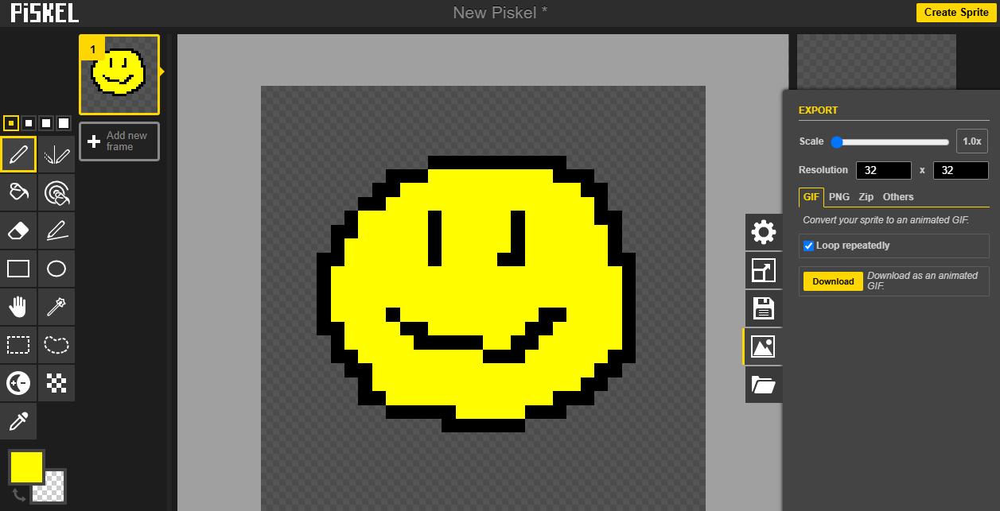 PiSKEL
New Piskel *
Create Sprite
1
Add new
frame
EXPORT
Scale
1.0x
Resolution 32 x 32
GIF PNG Zip Others
Convert your sprite to an animated GIF.
Loop repeatedly
Download
Download as an animated
GIF.